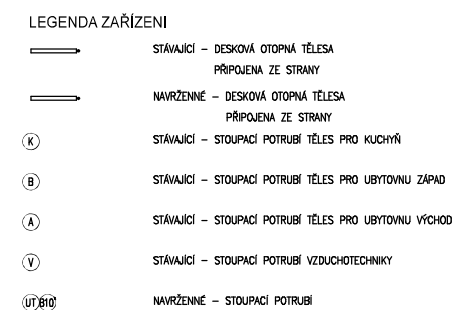 LEGENDA ZAŘÍZENI
STÁVAJÍCÍ – DESKOVÁ OTOPNÁ TĚLESA
PŘIPOJENA ZE STRANY
NAVRŽENNÉ – DESKOVÁ OTOPNÁ TĚLESA
PŘIPOJENA ZE STRANY
K STÁVAJÍCÍ – STOUPACÍ POTRUBÍ TĚLES PRO KUCHYŇ
B STÁVAJÍCÍ – STOUPACÍ POTRUBÍ TĚLES PRO UBYTOVNU ZÁPAD
A STÁVAJÍCÍ – STOUPACÍ POTRUBÍ TĚLES PRO UBYTOVNU VÝCHOD
V STÁVAJÍCÍ – STOUPACÍ POTRUBÍ VZDUCHOTECHNIKY
UT B10' NAVRŽENNÉ – STOUPACÍ POTRUBÍ